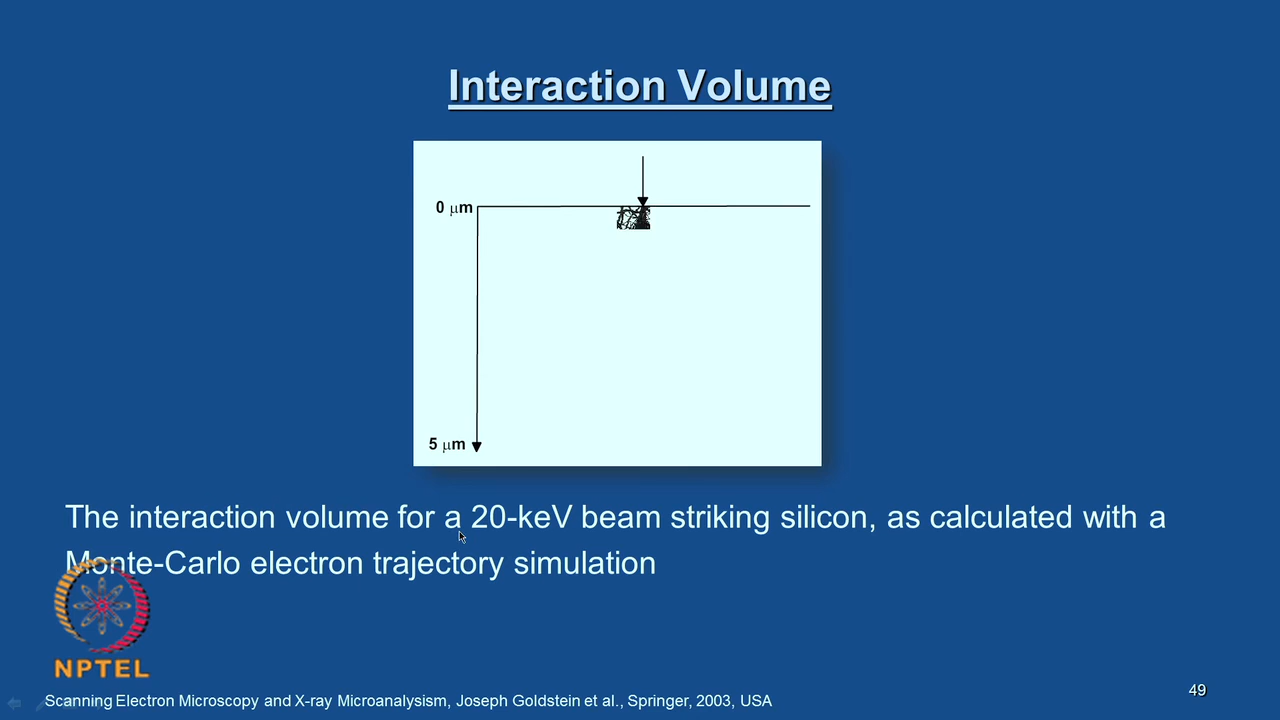 Interaction Volume
0 μm
5 μm
The interaction volume for a 20-keV beam striking silicon, as calculated with a
Monte-Carlo electron trajectory simulation
NPTEL
Scanning Electron Microscopy and X-ray Microanalysism, Joseph Goldstein et al., Springer, 2003, USA
49